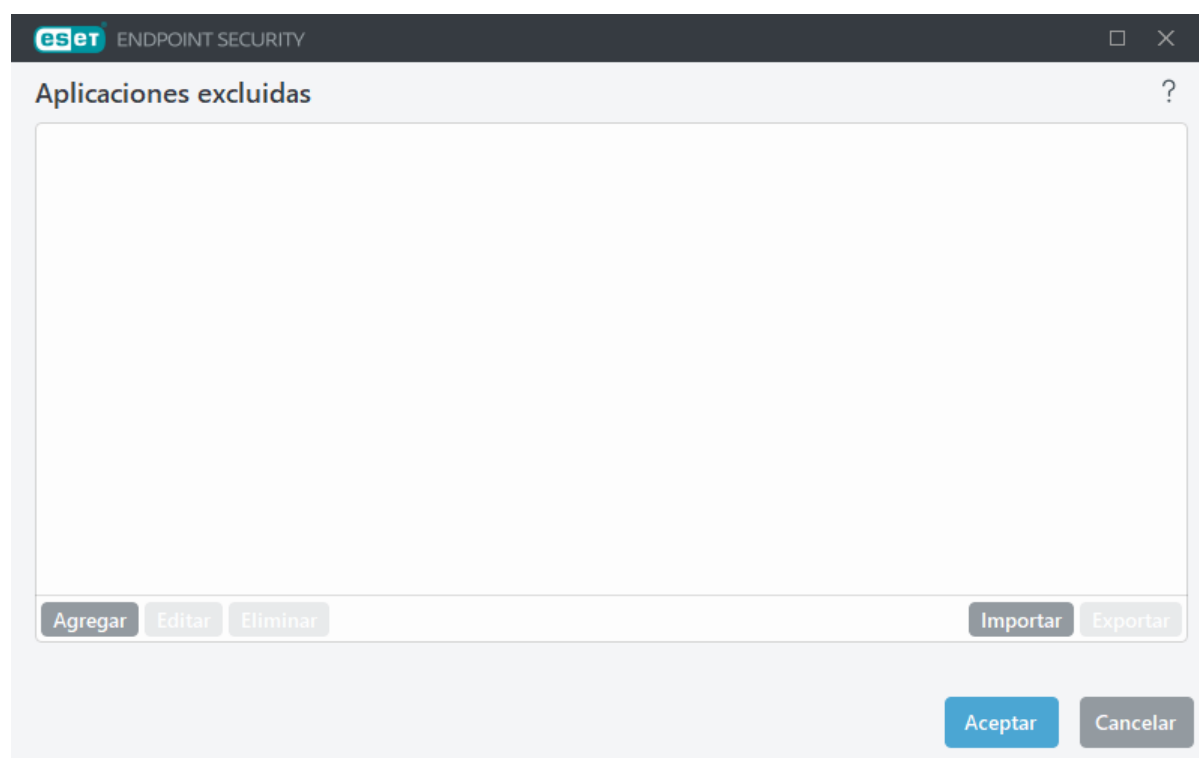 eset ENDPOINT SECURITY
Aplicaciones excluidas
?
Agregar Editar Eliminar Importar Exportar
Aceptar Cancelar